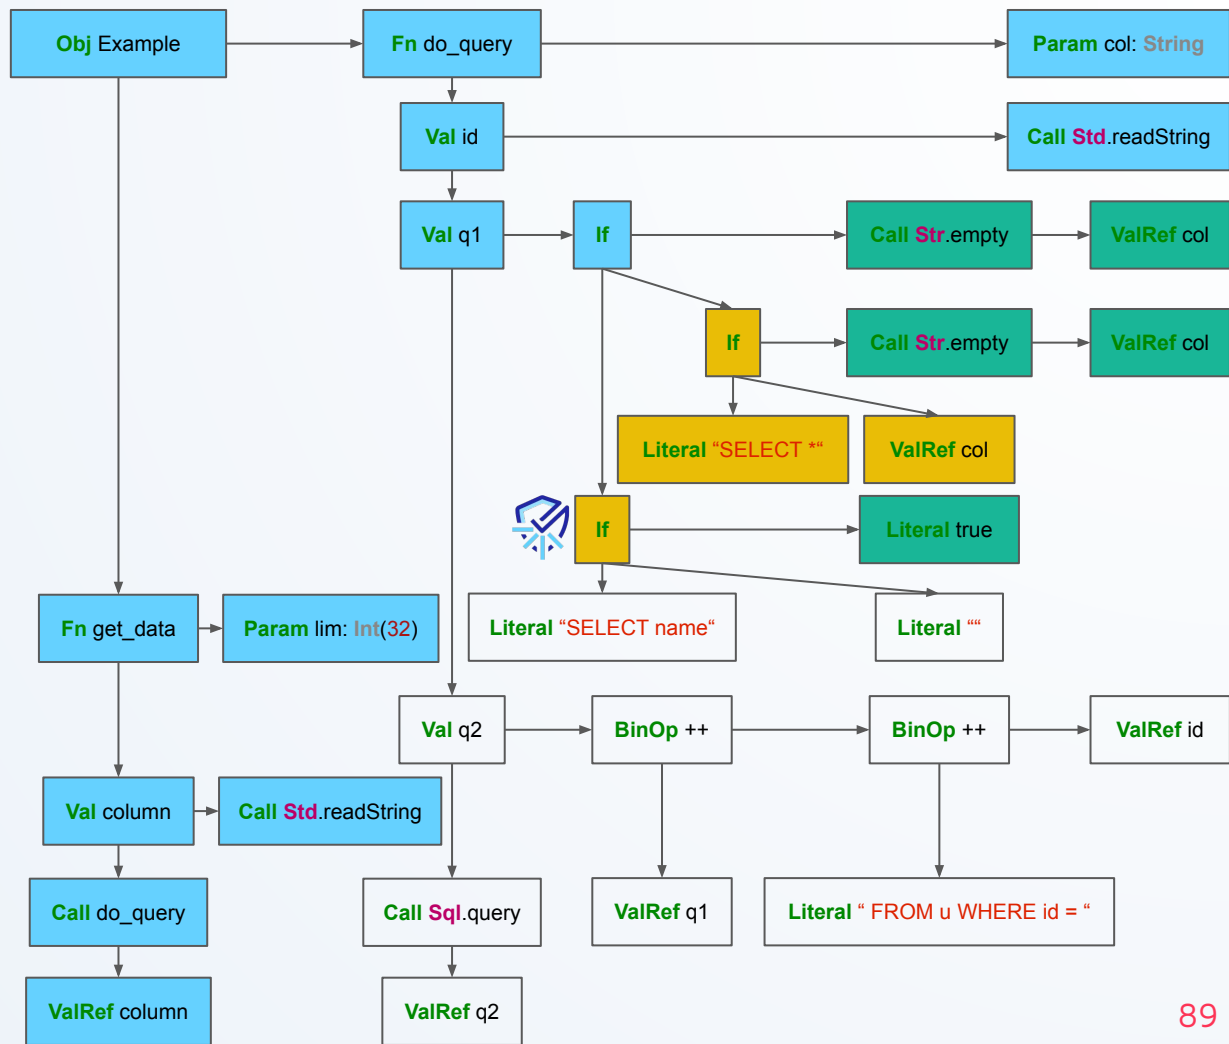 Obj Example
Fn do_query
Param col: String
Val id
Call Std.readString
Val q1
If
Call Str.empty
ValRef col
If
Call Str.empty
ValRef col
Literal “SELECT *“
ValRef col
If
Literal true
Fn get_data
Param lim: Int(32)
Literal “SELECT name“
Literal ““
Val q2
BinOp ++
BinOp ++
ValRef id
Val column
Call Std.readString
Call do_query
Call Sql.query
ValRef q1
Literal “ FROM u WHERE id = “
ValRef column
ValRef q2
89